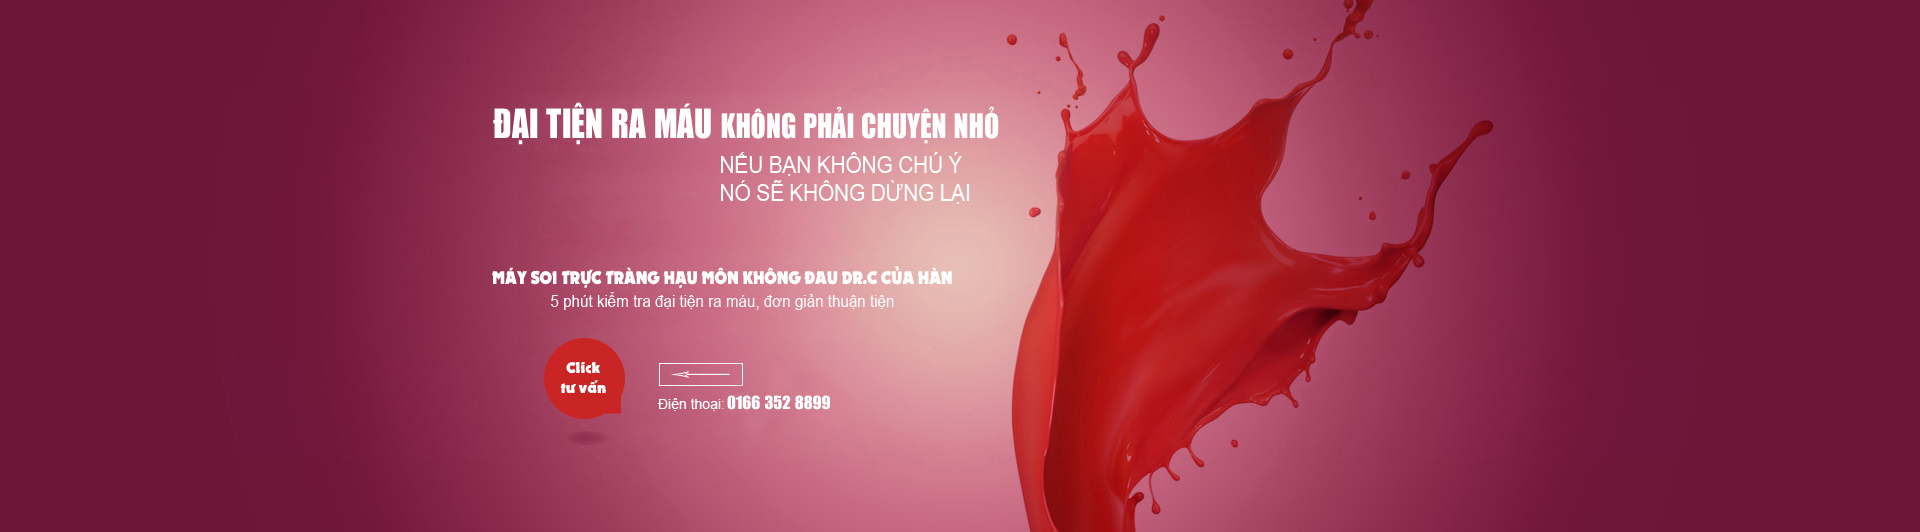 ĐẠI TIỆN RA MÁU KHÔNG PHẢI CHUYỆN NHỎ
NẾU BẠN KHÔNG CHÚ Ý
NÓ SẼ KHÔNG DỪNG LẠI
MÁY SOI TRỰC TRÀNG HẬU MÔN KHÔNG ĐAU DR.C CỦA HÀN
5 phút kiểm tra đại tiện ra máu, đơn giản thuận tiện
Click
tư vấn
Điện thoại: 0166 352 8899